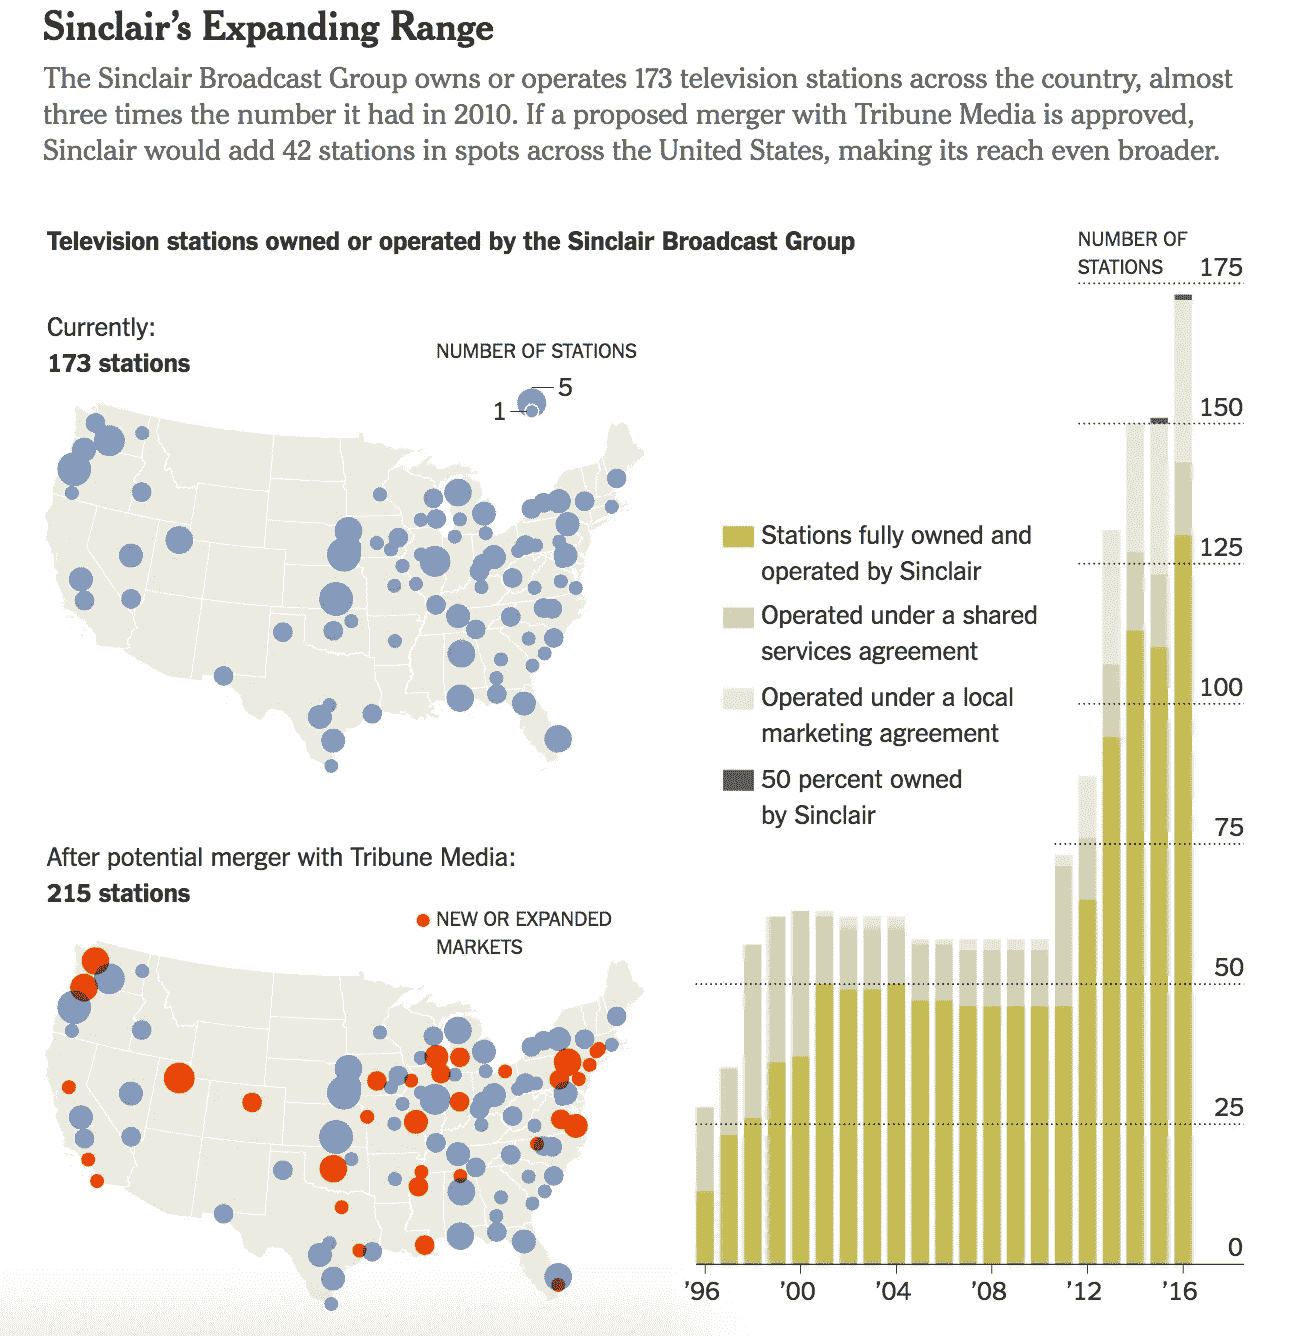 Sinclair’s Expanding Range
The Sinclair Broadcast Group owns or operates 173 television stations across the country, almost
three times the number it had in 2010. If a proposed merger with Tribune Media is approved,
Sinclair would add 42 stations in spots across the United States, making its reach even broader.
Television stations owned or operated by the Sinclair Broadcast Group
Currently:
173 stations
NUMBER OF STATIONS
5
1
After potential merger with Tribune Media:
215 stations
NEW OR EXPANDED
MARKETS
Stations fully owned and
operated by Sinclair
Operated under a shared
services agreement
Operated under a local
marketing agreement
50 percent owned
by Sinclair
NUMBER OF
STATIONS
175
150
125
100
75
50
25
0
’96
’00
’04
’08
’12
’16